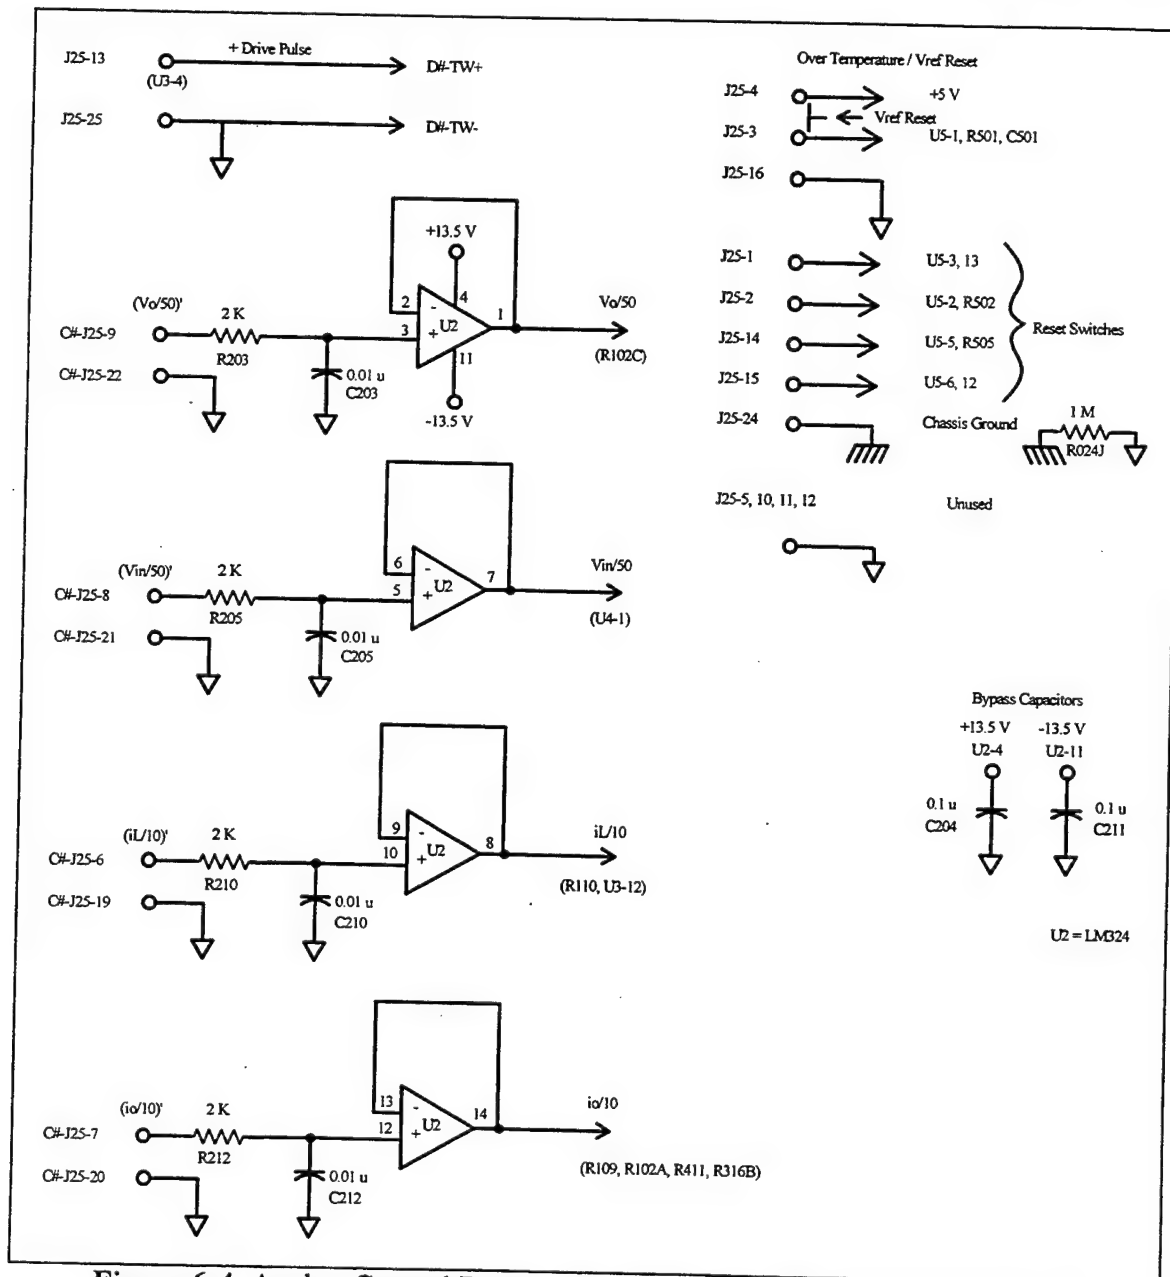 J25-13
+ Drive Pulse
D#-TW+
(U3-4)
J25-25
D#-TW-
+13.5 V
4
2
-
U2
1
3
+
11
-13.5 V
(Vo/50)'
2 K
C#-J25-9
R203
C#-J25-22
0.01 u
C203
Vo/50
(R102C)
6
-
U2
7
5
+
(Vin/50)'
2 K
C#-J25-8
R205
C#-J25-21
0.01 u
C205
Vin/50
(U4-1)
9
-
U2
8
10
+
(iL/10)'
2 K
C#-J25-6
R210
C#-J25-19
0.01 u
C210
iL/10
(R110, U3-12)
13
-
U2
14
12
+
(io/10)'
2 K
C#-J25-7
R212
C#-J25-20
0.01 u
C212
io/10
(R109, R102A, R411, R316B)
Over Temperature / Vref Reset
J25-4
+5 V
Vref Reset
J25-3
U5-1, R501, C501
J25-16
J25-1
U5-3, 13
J25-2
U5-2, R502
Reset Switches
J25-14
U5-5, R505
J25-15
U5-6, 12
J25-24
Chassis Ground
1 M
R024J
J25-5, 10, 11, 12
Unused
Bypass Capacitors
+13.5 V -13.5 V
U2-4 U2-11
0.1 u
C204
0.1 u
C211
U2 = LM324